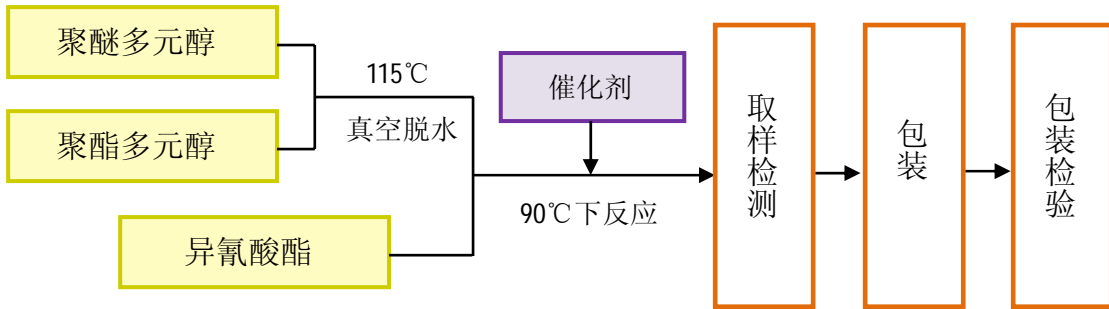 聚醚多元醇
聚酯多元醇
异氰酸酯
115℃
真空脱水
催化剂
90℃下反应
取样检测
包装
包装检验